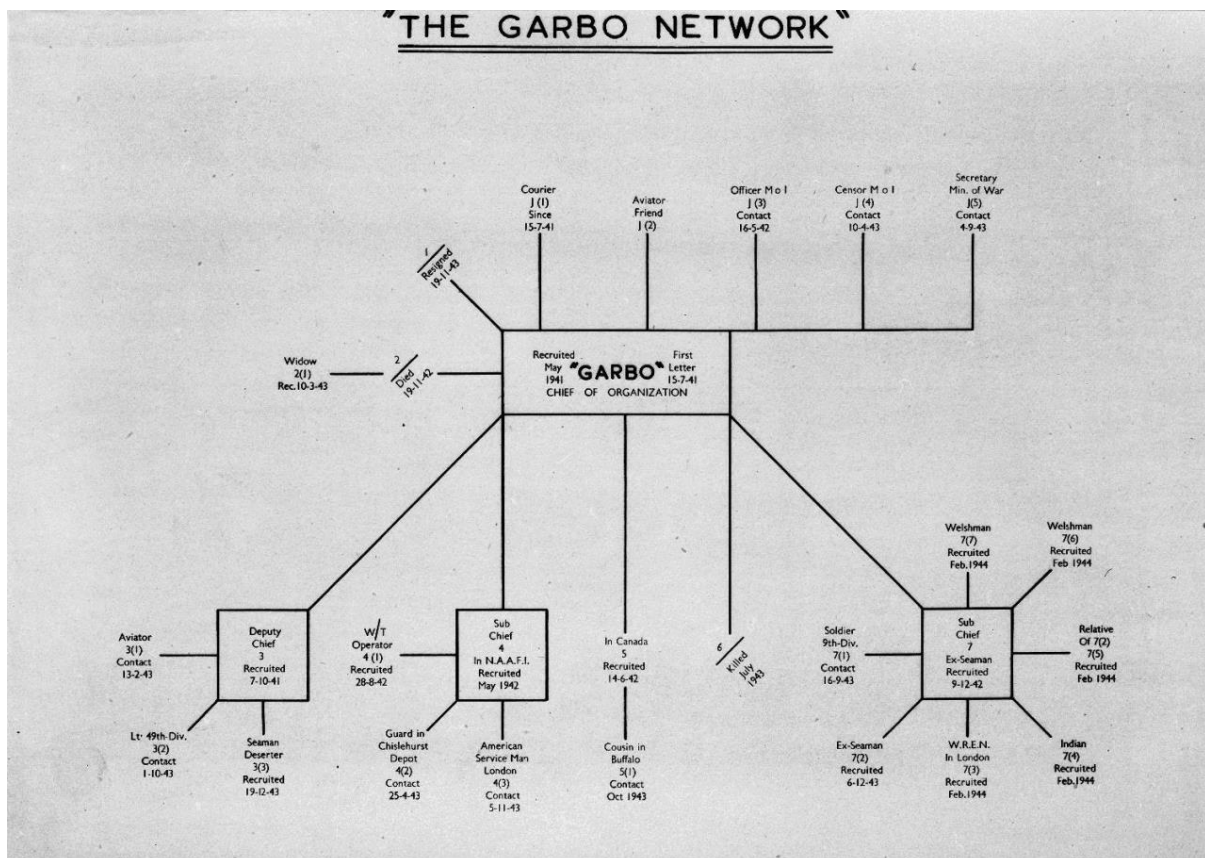 "THE GARBO NETWORK"
Courier
J (1)
Since
15-7-41
Aviator
Friend
J (2)
Officer M o I
J (3)
Contact
16-5-42
Censor M o I
J (4)
Contact
10-4-43
Secretary
Min. of War
J(5)
Contact
4-9-43
1
Resigned
19-11-43
Widow
2(1)
Rec.10-3-43
2
Died
19-11-42
Recruited
May
1941
"GARBO"
First
Letter
15-7-41
CHIEF OF ORGANIZATION
Aviator
3(1)
Contact
13-2-43
Deputy
Chief
3
Recruited
7-10-41
Lt. 49th-Div.
3(2)
Contact
1-10-43
Seaman
Deserter
3(3)
Recruited
19-12-43
W/T
Operator
4 (1)
Recruited
28-8-42
Sub
Chief
4
In N.A.A.F.I.
Recruited
May 1942
Guard in
Chislehurst
Depot
4(2)
Contact
25-4-43
American
Service Man
London
4(3)
Contact
5-11-43
In Canada
5
Recruited
14-6-42
Cousin in
Buffalo
5(1)
Contact
Oct 1943
6
Killed
July
1943
Welshman
7(7)
Recruited
Feb.1944
Welshman
7(6)
Recruited
Feb 1944
Soldier
9th-Div.
7(1)
Contact
16-9-43
Sub
Chief
7
Ex-Seaman
Recruited
9-12-42
Relative
Of 7(2)
7(5)
Recruited
Feb 1944
Ex-Seaman
7(2)
Recruited
6-12-43
W.R.E.N.
In London
7(3)
Recruited
Feb.1944
Indian
7(4)
Recruited
Feb.1944